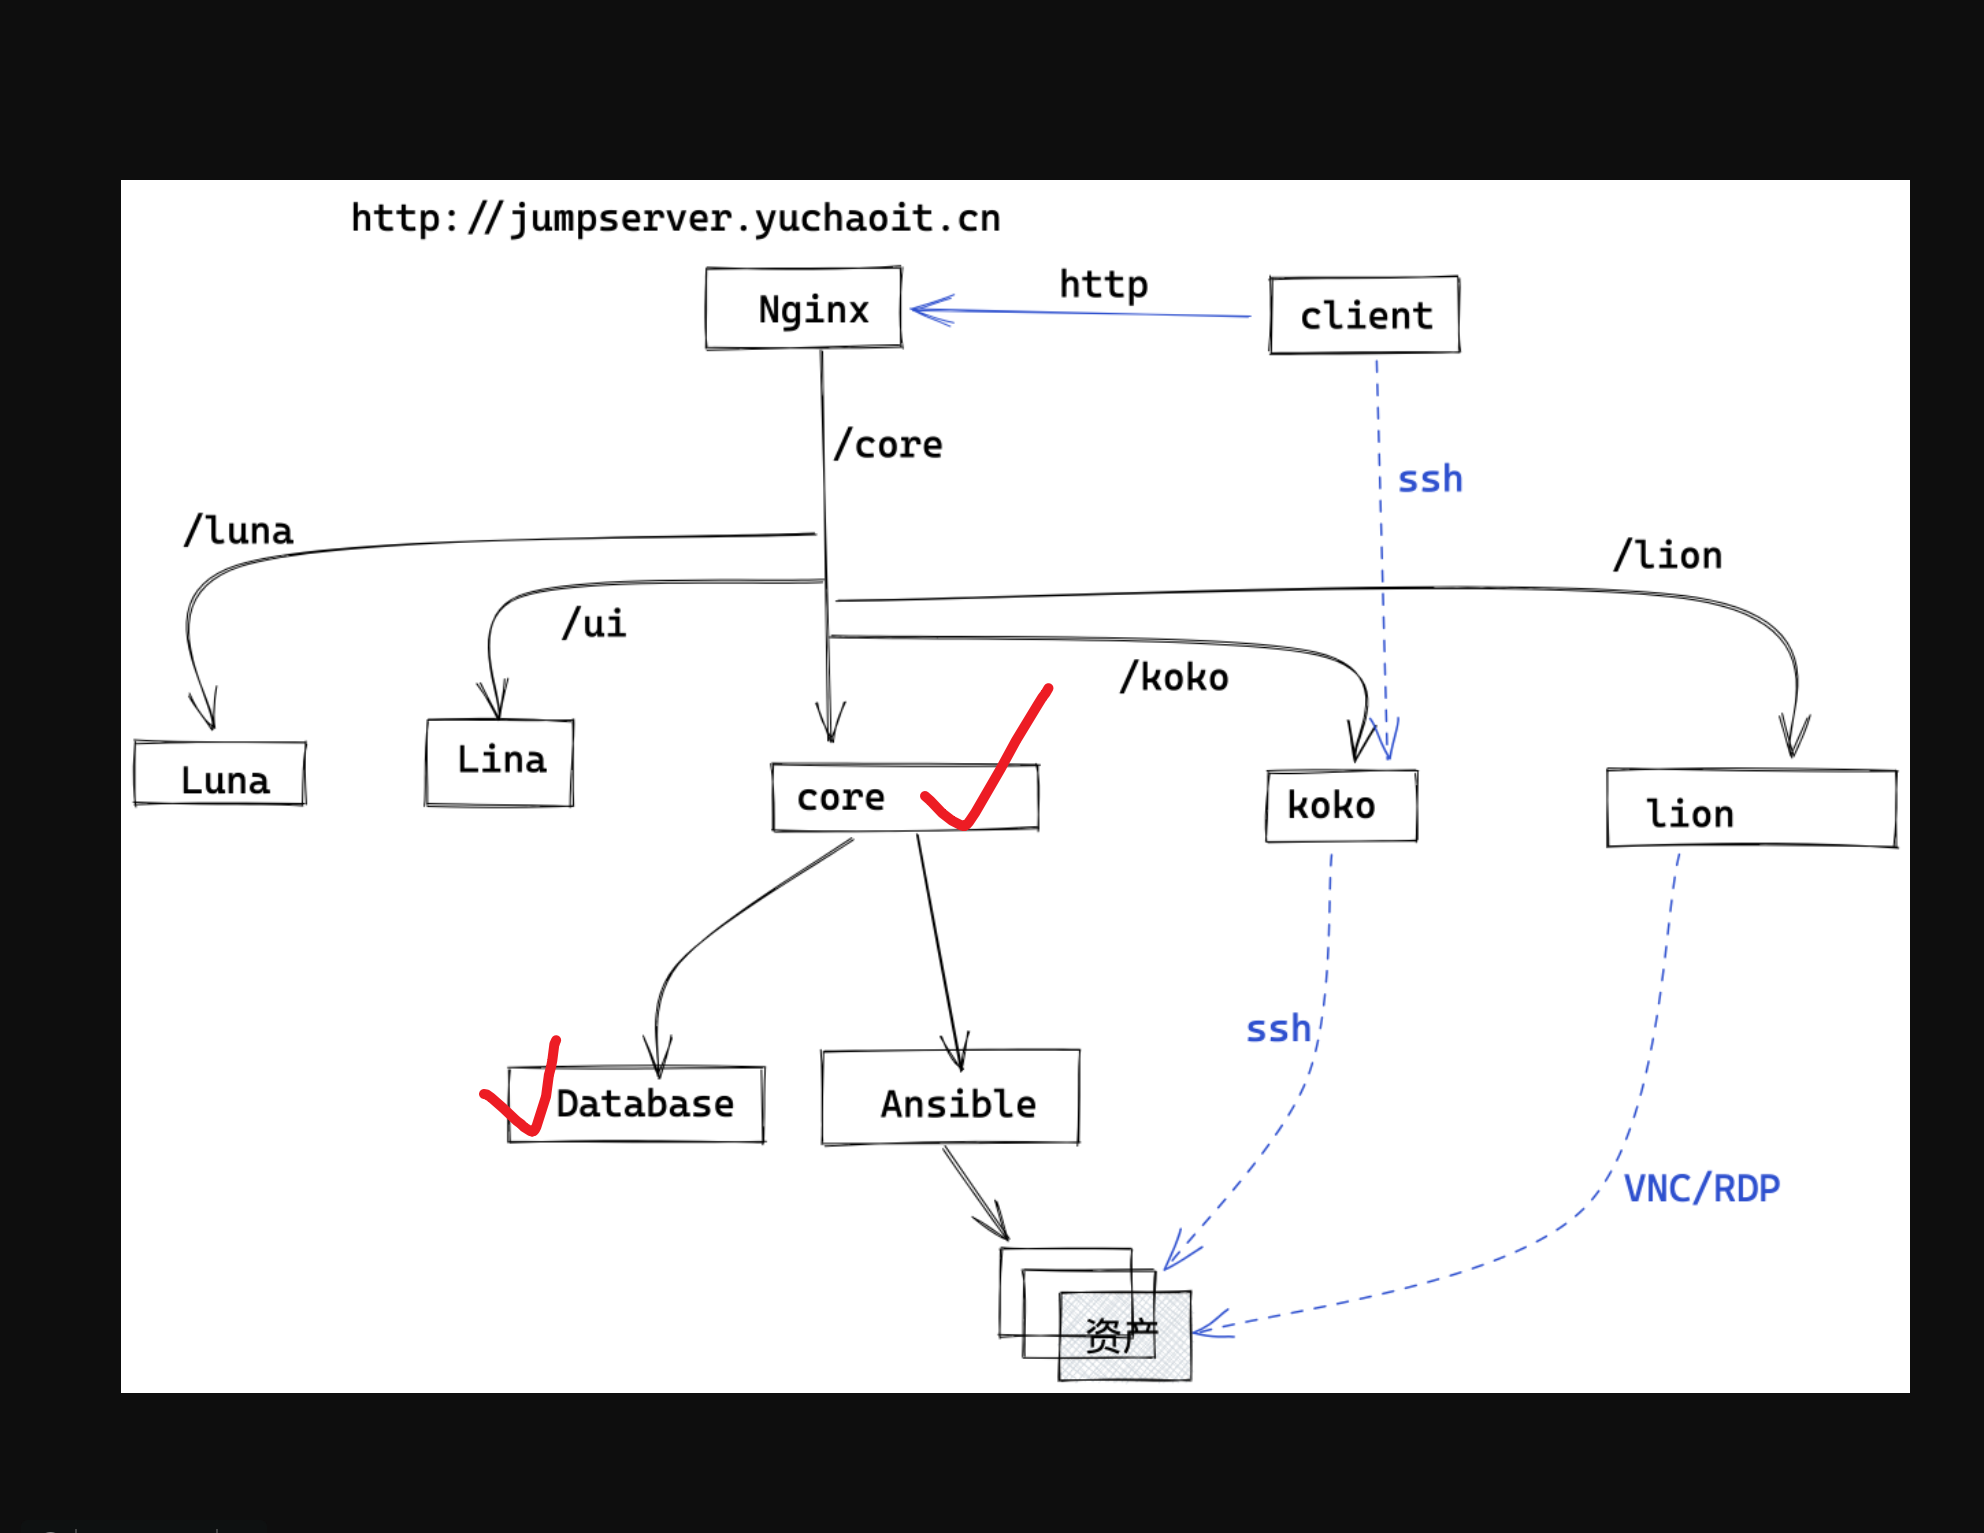 http://jumpserver.yuchaoit.cn
Nginx
http
client
/core
ssh
/luna
/lion
/ui
/koko
Luna
Lina
core
koko
lion
ssh
Database
Ansible
VNC/RDP
资产